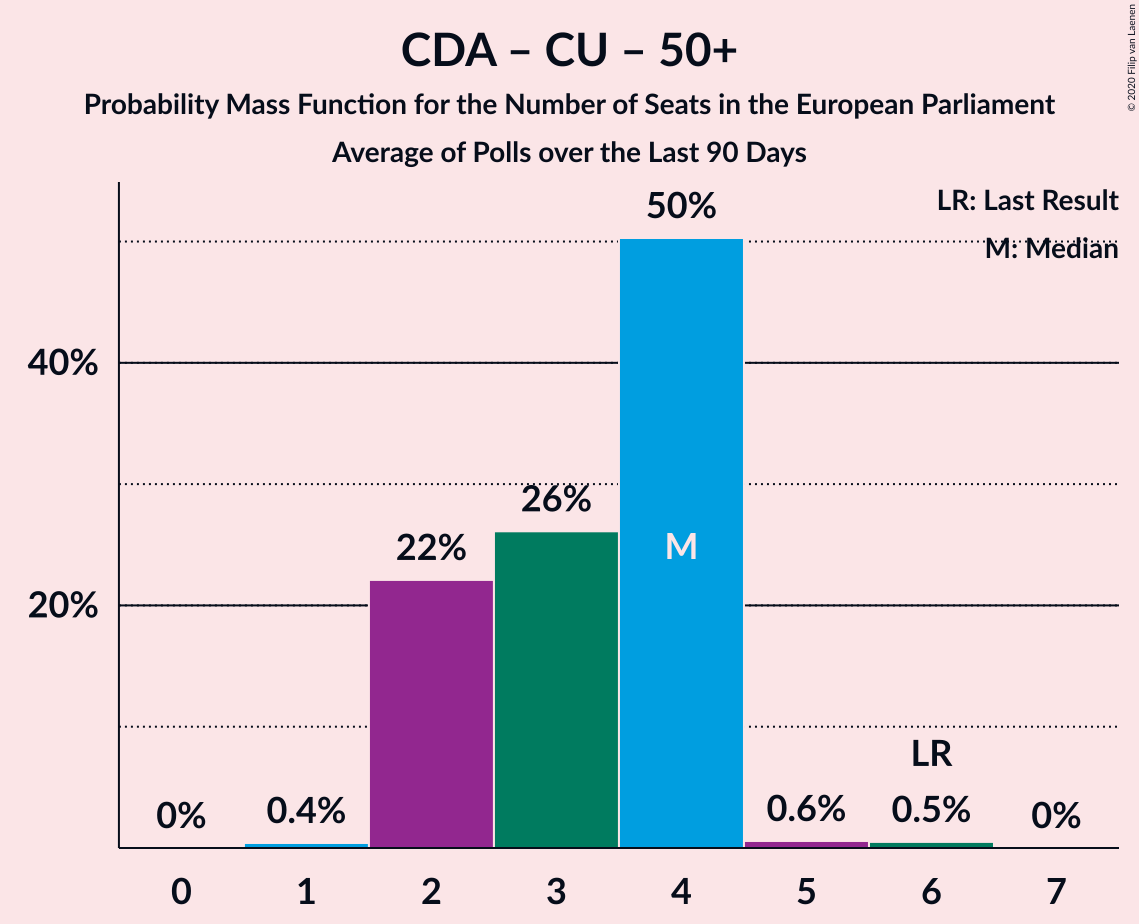 CDA – CU – 50+
Probability Mass Function for the Number of Seats in the European Parliament
Average of Polls over the Last 90 Days
© 2020 Filip van Laenen
LR: Last Result
M: Median
50%
40%
26%
22%
M
20%
LR
0%
0.4%
0.6%
0.5%
0%
0 1 2 3 4 5 6 7